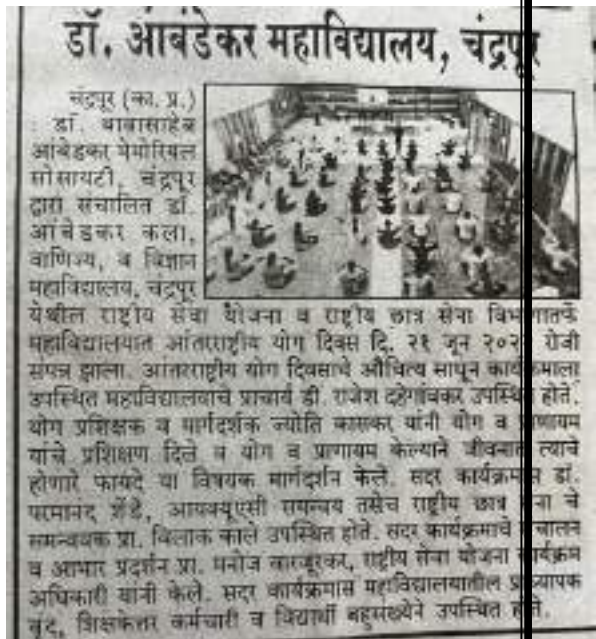 डॉ. आंबेडकर महाविद्यालय, चंद्रपूर
चंद्रपूर (का. प्र.)
: डॉ. बाबासाहेब
आंबेडकर मेमोरियल
सोसायटी, चंद्रपूर
द्वारा संचालित डॉ.
आंबेडकर कला,
वाणिज्य, व विज्ञान
महाविद्यालय, चंद्रपूर
येथील राष्ट्रीय सेवा योजना व राष्ट्रीय छात्र सेना विभागातर्फे
महाविद्यालयात आंतरराष्ट्रीय योग दिवस दि. २१ जून रोजी
संपन्न झाला. आंतरराष्ट्रीय योग दिवसाचे औचित्य साधून कार्यक्रमाला
उपस्थित महाविद्यालयाचे प्राचार्य डी. राजेश दहेगांवकर उपस्थित होते.
योग प्रशिक्षक व मार्गदर्शक ज्योति कासकर यांनी योग व प्राणायम
यांचे प्रशिक्षण दिले व योग व प्राणायम केल्याने जीवनात त्याचे
होणारे फायदे या विषयक मार्गदर्शन केले. सदर कार्यक्रमास डॉ.
परमानंद शेंडे, आयक्यूएसी समन्वय तसेच राष्ट्रीय छात्र सेना चे
समन्वयक प्रा. विलाक काले उपस्थित होते. सदर कार्यक्रमाचे संचालन
व आभार प्रदर्शन प्रा. मनोज राष्ट्रीय सेवा योजना कार्यक्रम
अधिकारी यांनी केले. सदर कार्यक्रमास महाविद्यालयातील प्राध्यापक
वृंद, शिक्षकेतर कर्मचारी व विद्यार्थी बहुसंख्येने उपस्थित होते.